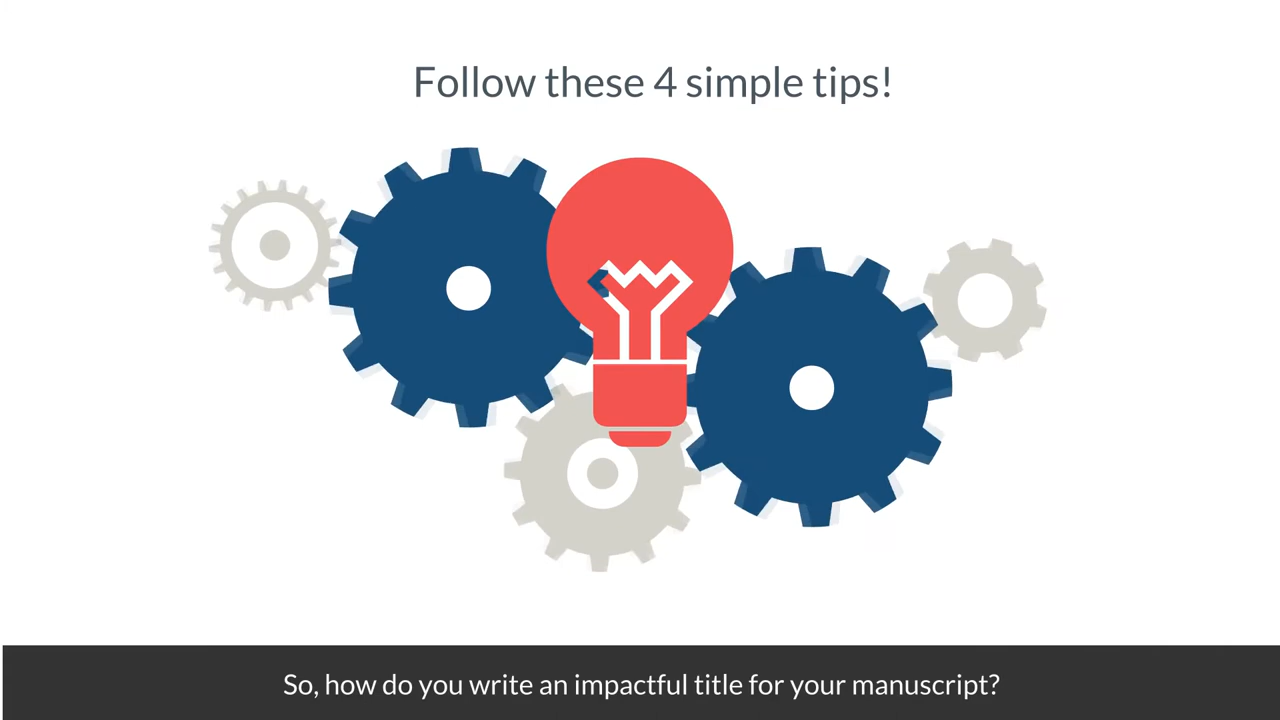 Follow these 4 simple tips!
So, how do you write an impactful title for your manuscript?